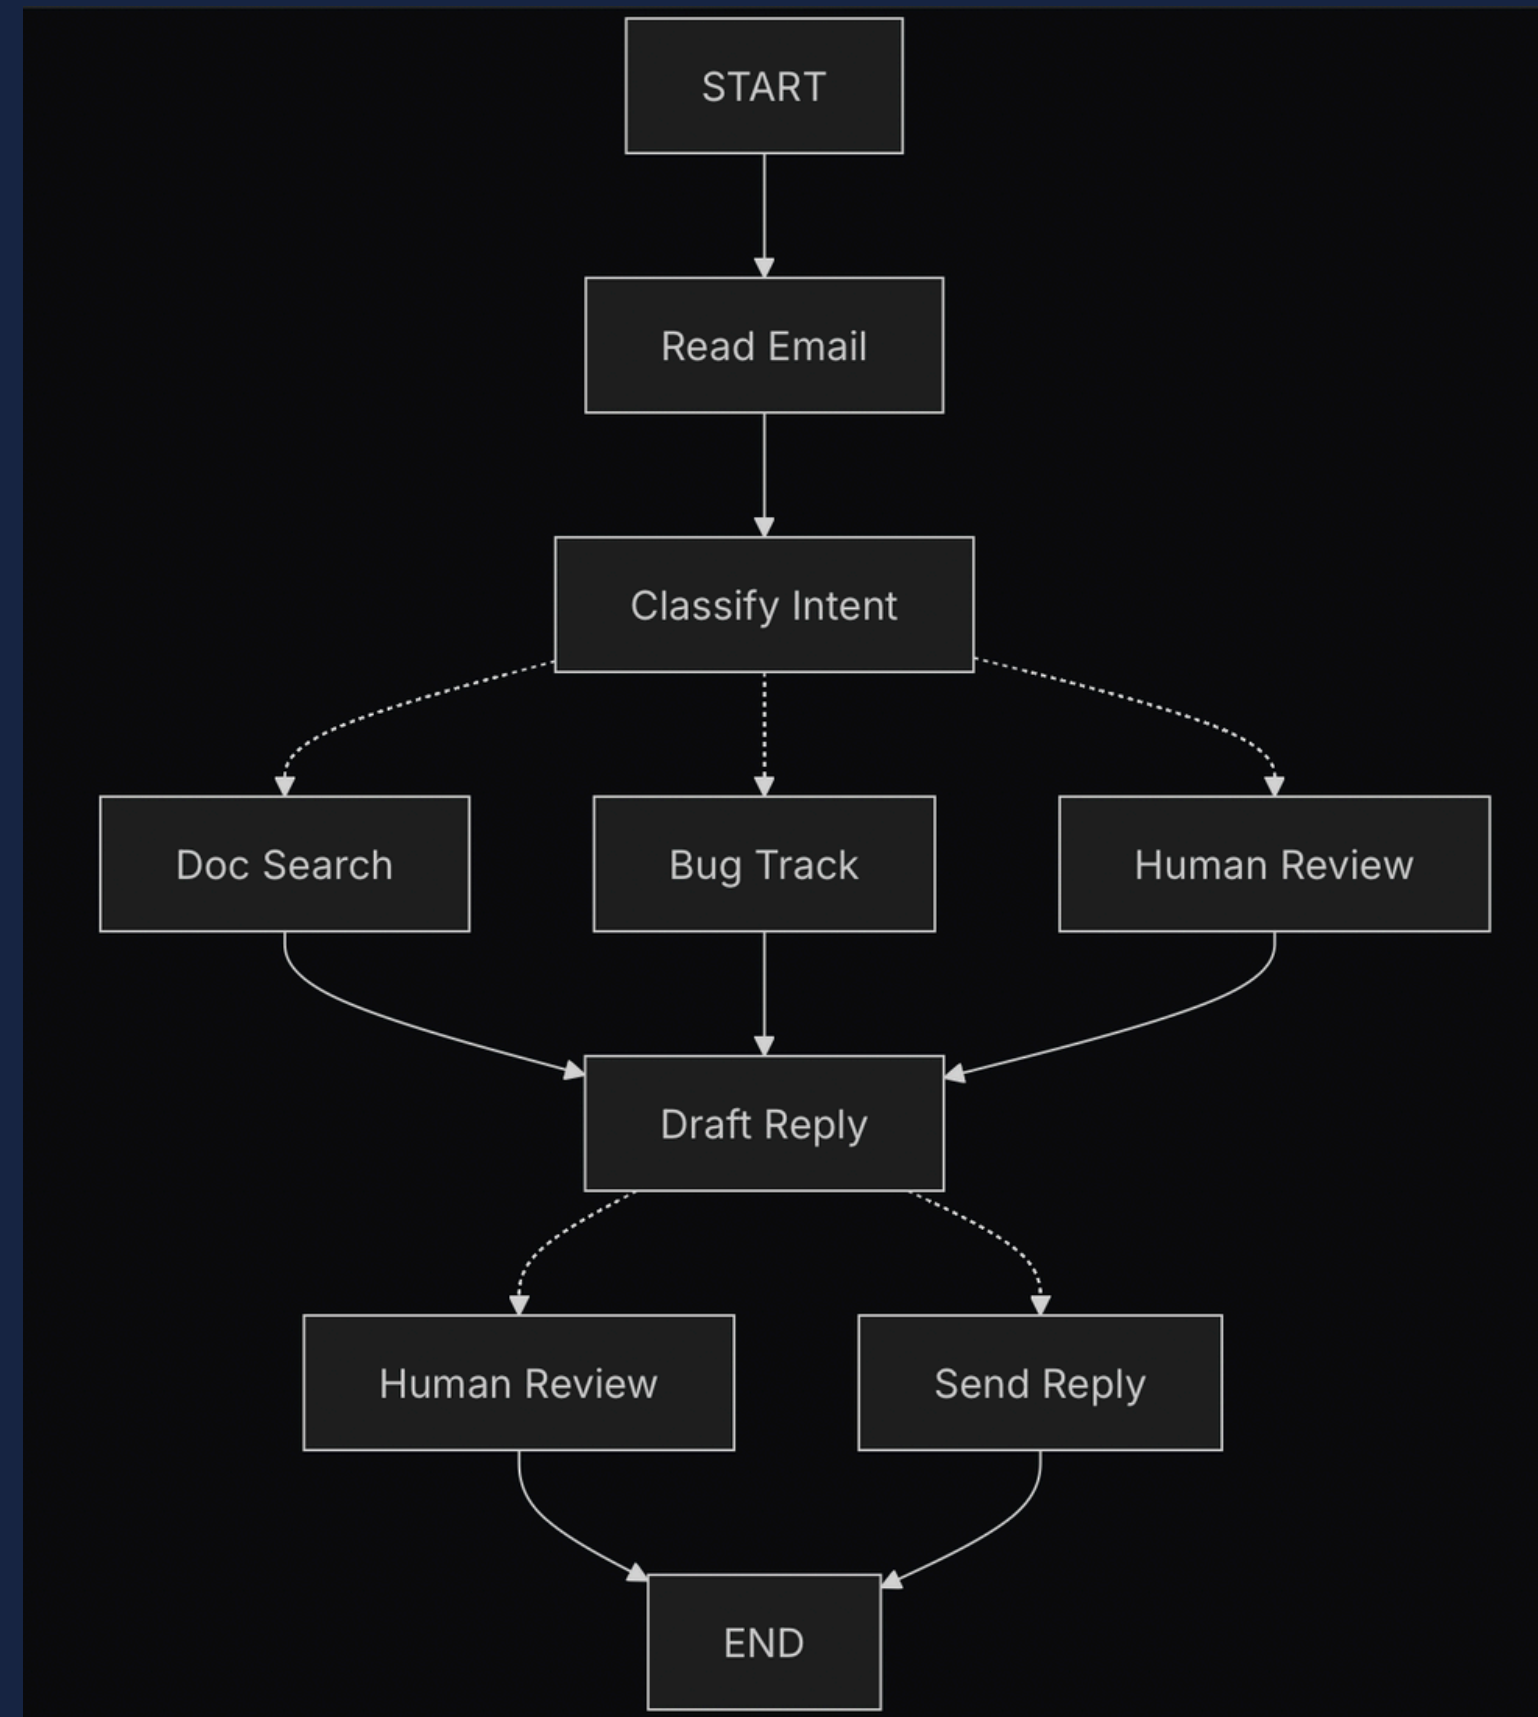 START
Read Email
Classify Intent
Doc Search
Bug Track
Human Review
Draft Reply
Human Review
Send Reply
END